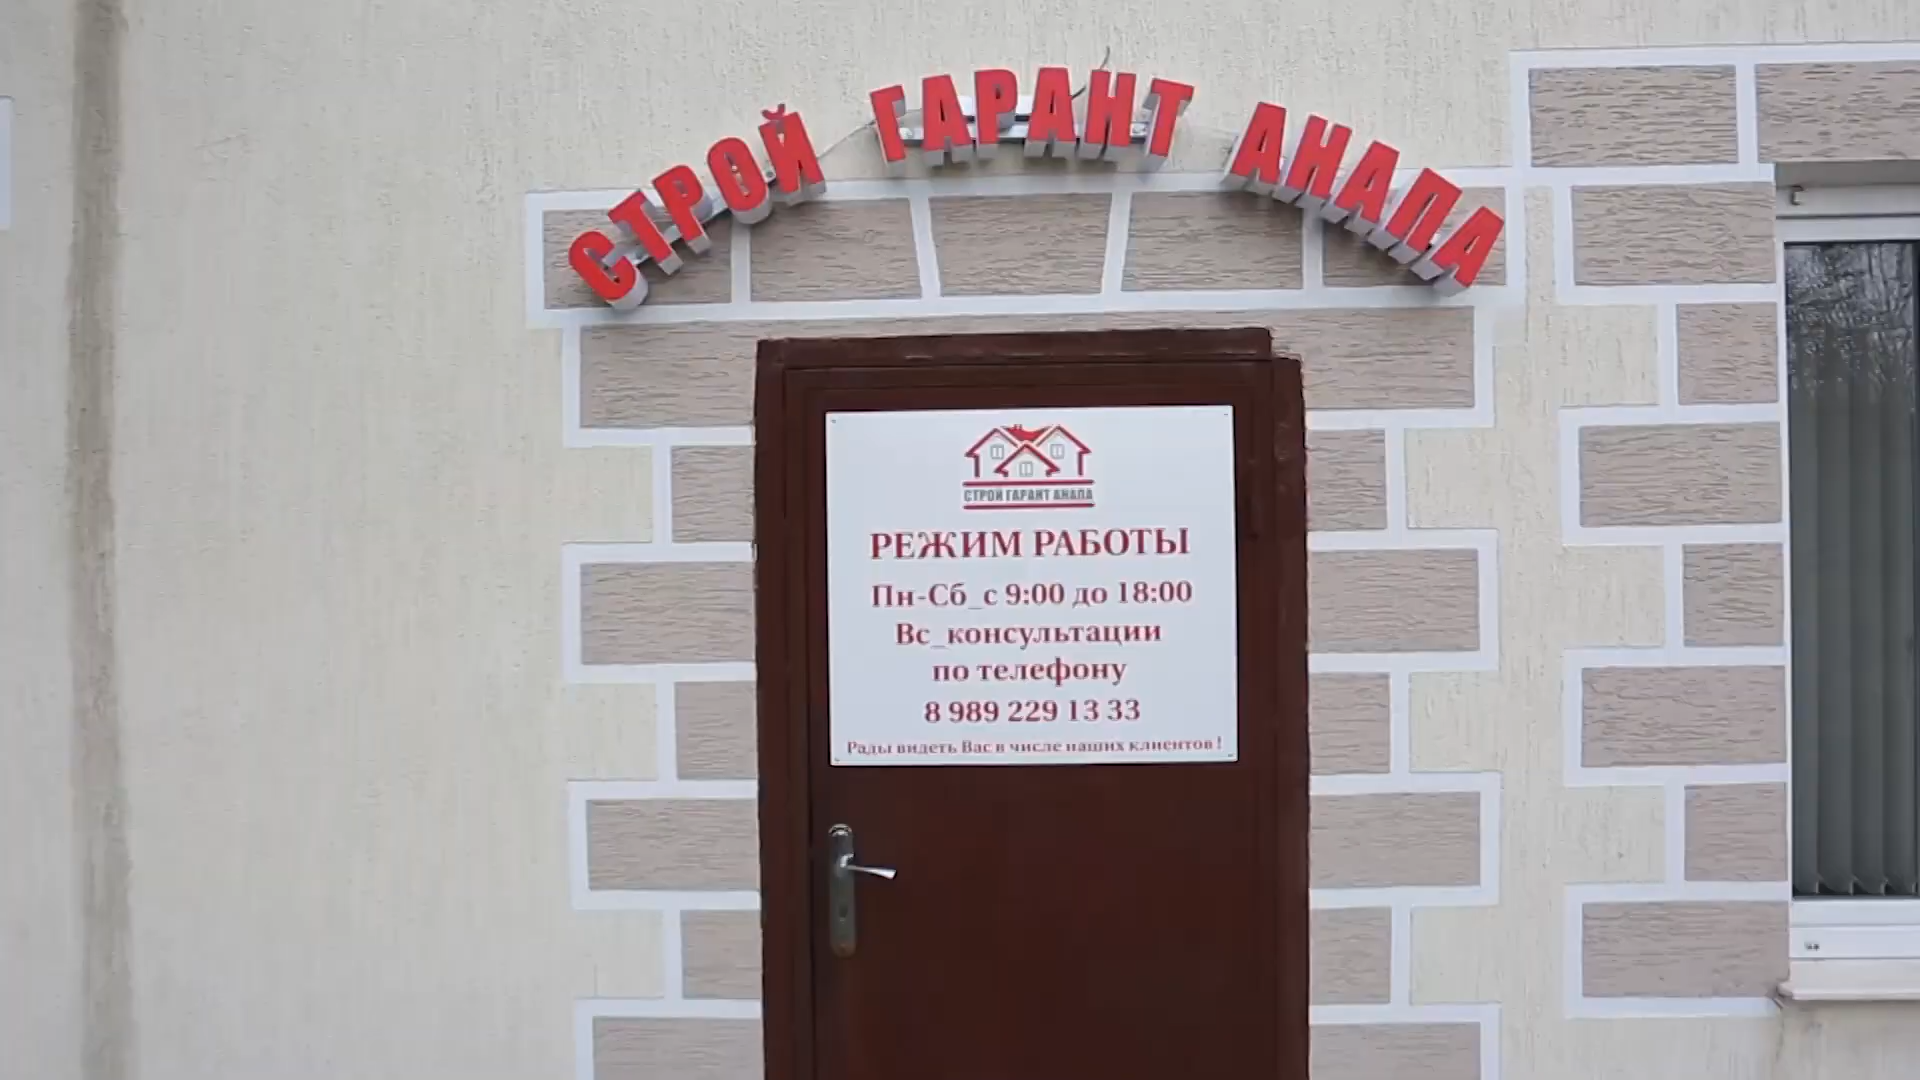 СТРОЙ ГАРАНТ АНАПА
СТРОЙ ГАРАНТ АНАПА
РЕЖИМ РАБОТЫ
Пн-Сб_с 9:00 до 18:00
Вс_консультации
по телефону
8 989 229 13 33
Рады видеть Вас в числе наших клиентов!